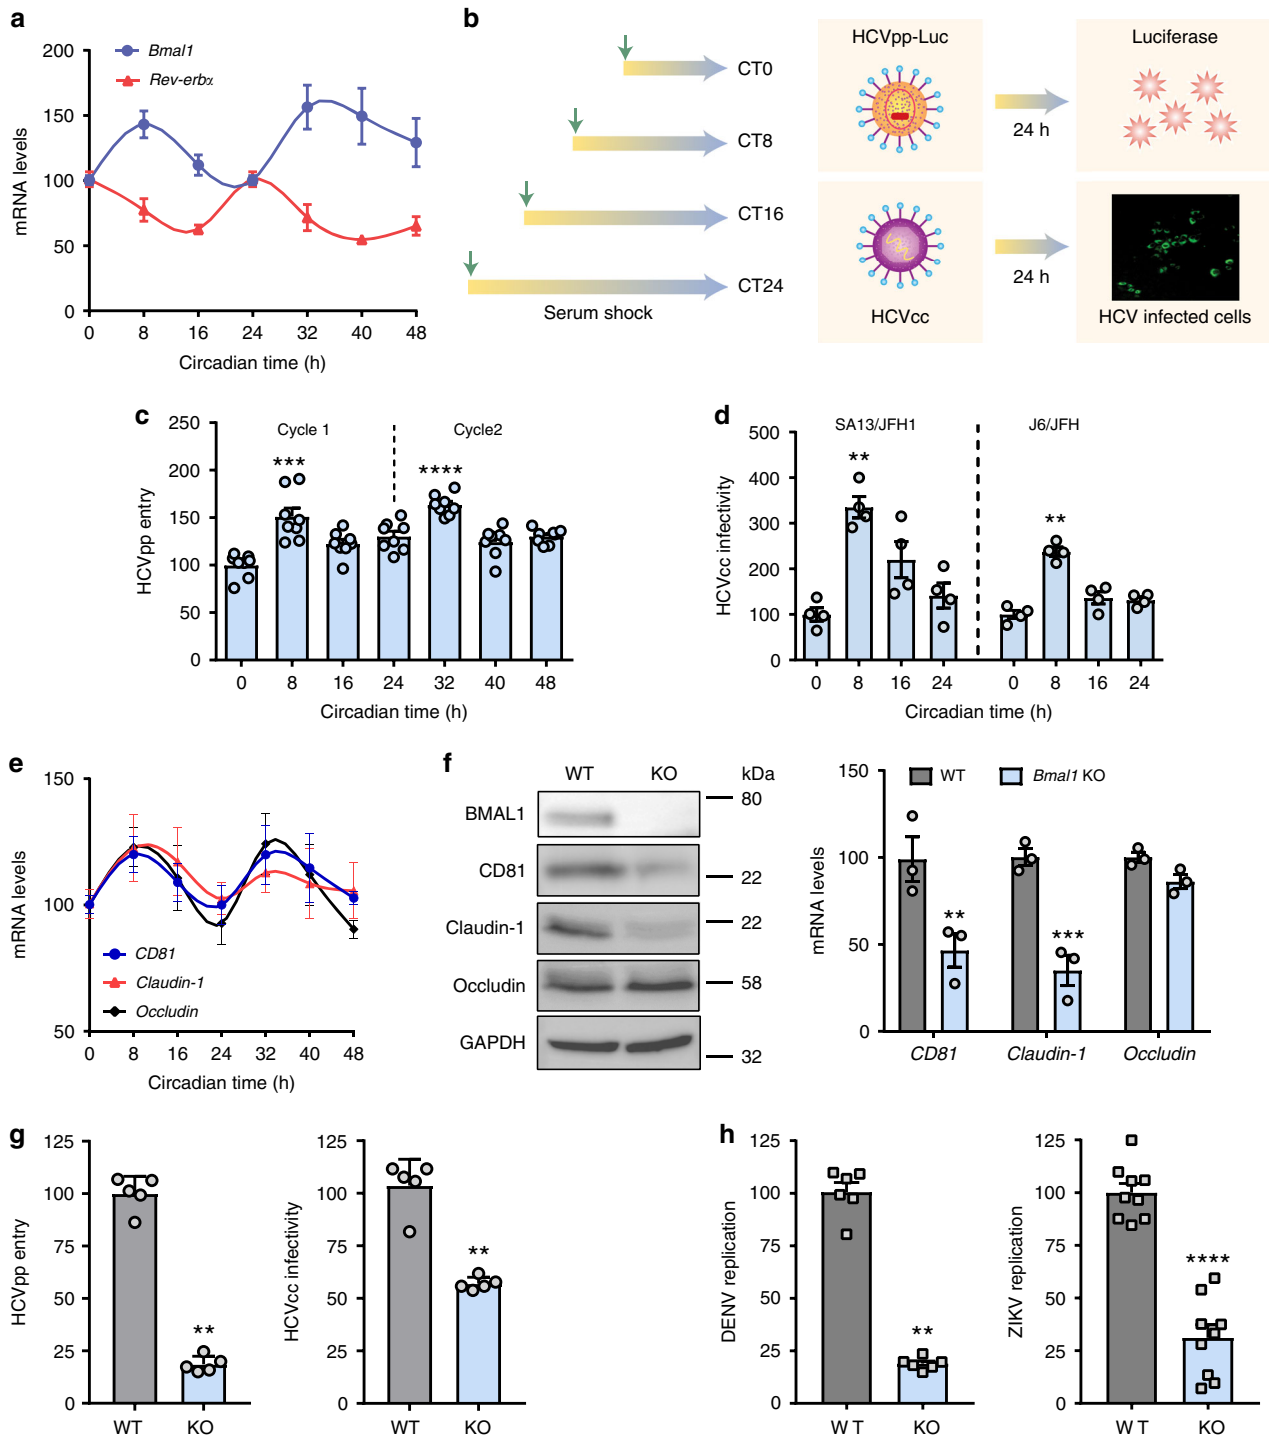 a
200
150
100
50
0
mRNA levels
Bmal1
Rev-erbα
0 8 16 24 32 40 48
Circadian time (h)
b
CT0
CT8
CT16
CT24
Serum shock
HCVpp-Luc
24 h
Luciferase
HCVcc
24 h
HCV infected cells
c
250
200
150
100
50
0
HCVpp entry
Cycle 1
Cycle2
***
****
0 8 16 24 32 40 48
Circadian time (h)
d
500
400
300
200
100
0
HCVcc infectivity
SA13/JFH1
J6/JFH
**
**
0 8 16 24 0 8 16 24
Circadian time (h)
e
150
100
50
mRNA levels
CD81
Claudin-1
Occludin
0 8 16 24 32 40 48
Circadian time (h)
f
WT KO kDa
BMAL1 80
CD81 22
Claudin-1 22
Occludin 58
GAPDH 32
150
100
50
0
mRNA levels
WT
Bmal1 KO
**
***
CD81 Claudin-1 Occludin
g
125
100
75
50
25
0
HCVpp entry
**
WT KO
125
100
75
50
25
0
HCVcc infectivity
**
WT KO
h
125
100
75
50
25
0
DENV replication
**
W T KO
125
100
75
50
25
0
ZIKV replication
****
W T KO